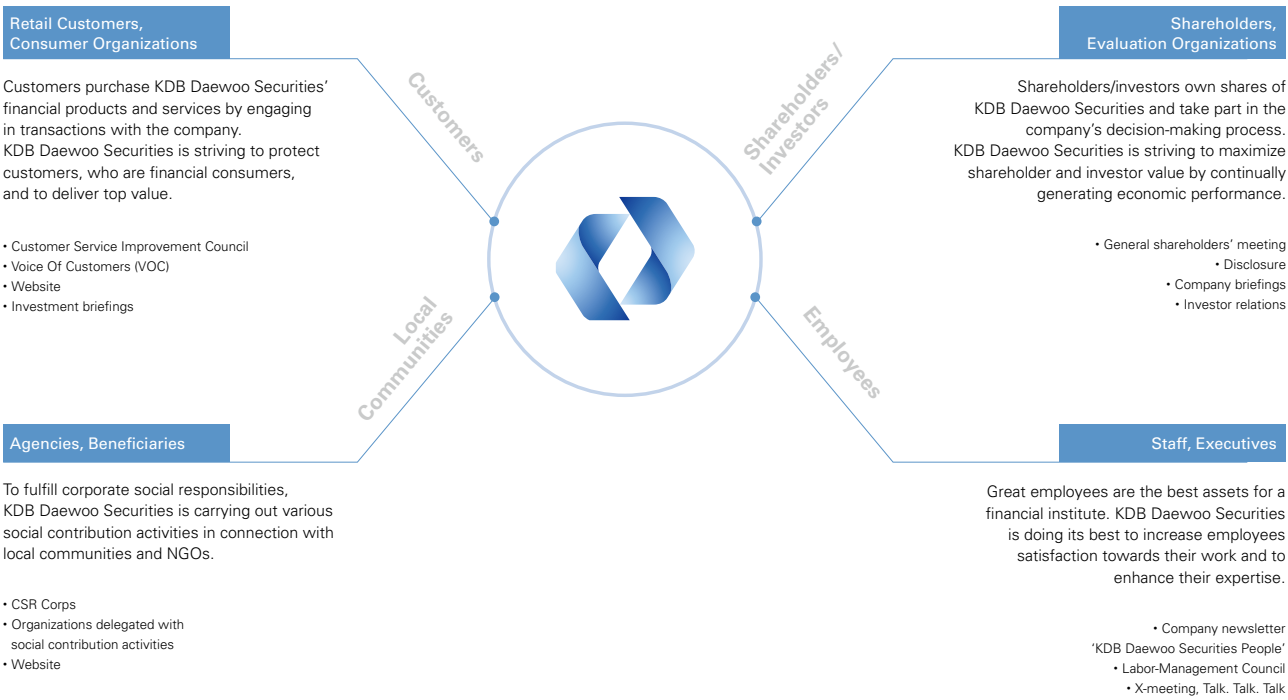 Retail Customers,
Consumer Organizations
Customers purchase KDB Daewoo Securities’
financial products and services by engaging
in transactions with the company.
KDB Daewoo Securities is striving to protect
customers, who are financial consumers,
and to deliver top value.
• Customer Service Improvement Council
• Voice Of Customers (VOC)
• Website
• Investment briefings
Customers
Shareholders/
Investors
Shareholders,
Evaluation Organizations
Shareholders/investors own shares of
KDB Daewoo Securities and take part in the
company’s decision-making process.
KDB Daewoo Securities is striving to maximize
shareholder and investor value by continually
generating economic performance.
• General shareholders’ meeting
• Disclosure
• Company briefings
• Investor relations
Local
Communities
Employees
Agencies, Beneficiaries
To fulfill corporate social responsibilities,
KDB Daewoo Securities is carrying out various
social contribution activities in connection with
local communities and NGOs.
• CSR Corps
• Organizations delegated with
social contribution activities
• Website
Staff, Executives
Great employees are the best assets for a
financial institute. KDB Daewoo Securities
is doing its best to increase employees
satisfaction towards their work and to
enhance their expertise.
• Company newsletter
‘KDB Daewoo Securities People’
• Labor-Management Council
• X-meeting, Talk. Talk. Talk